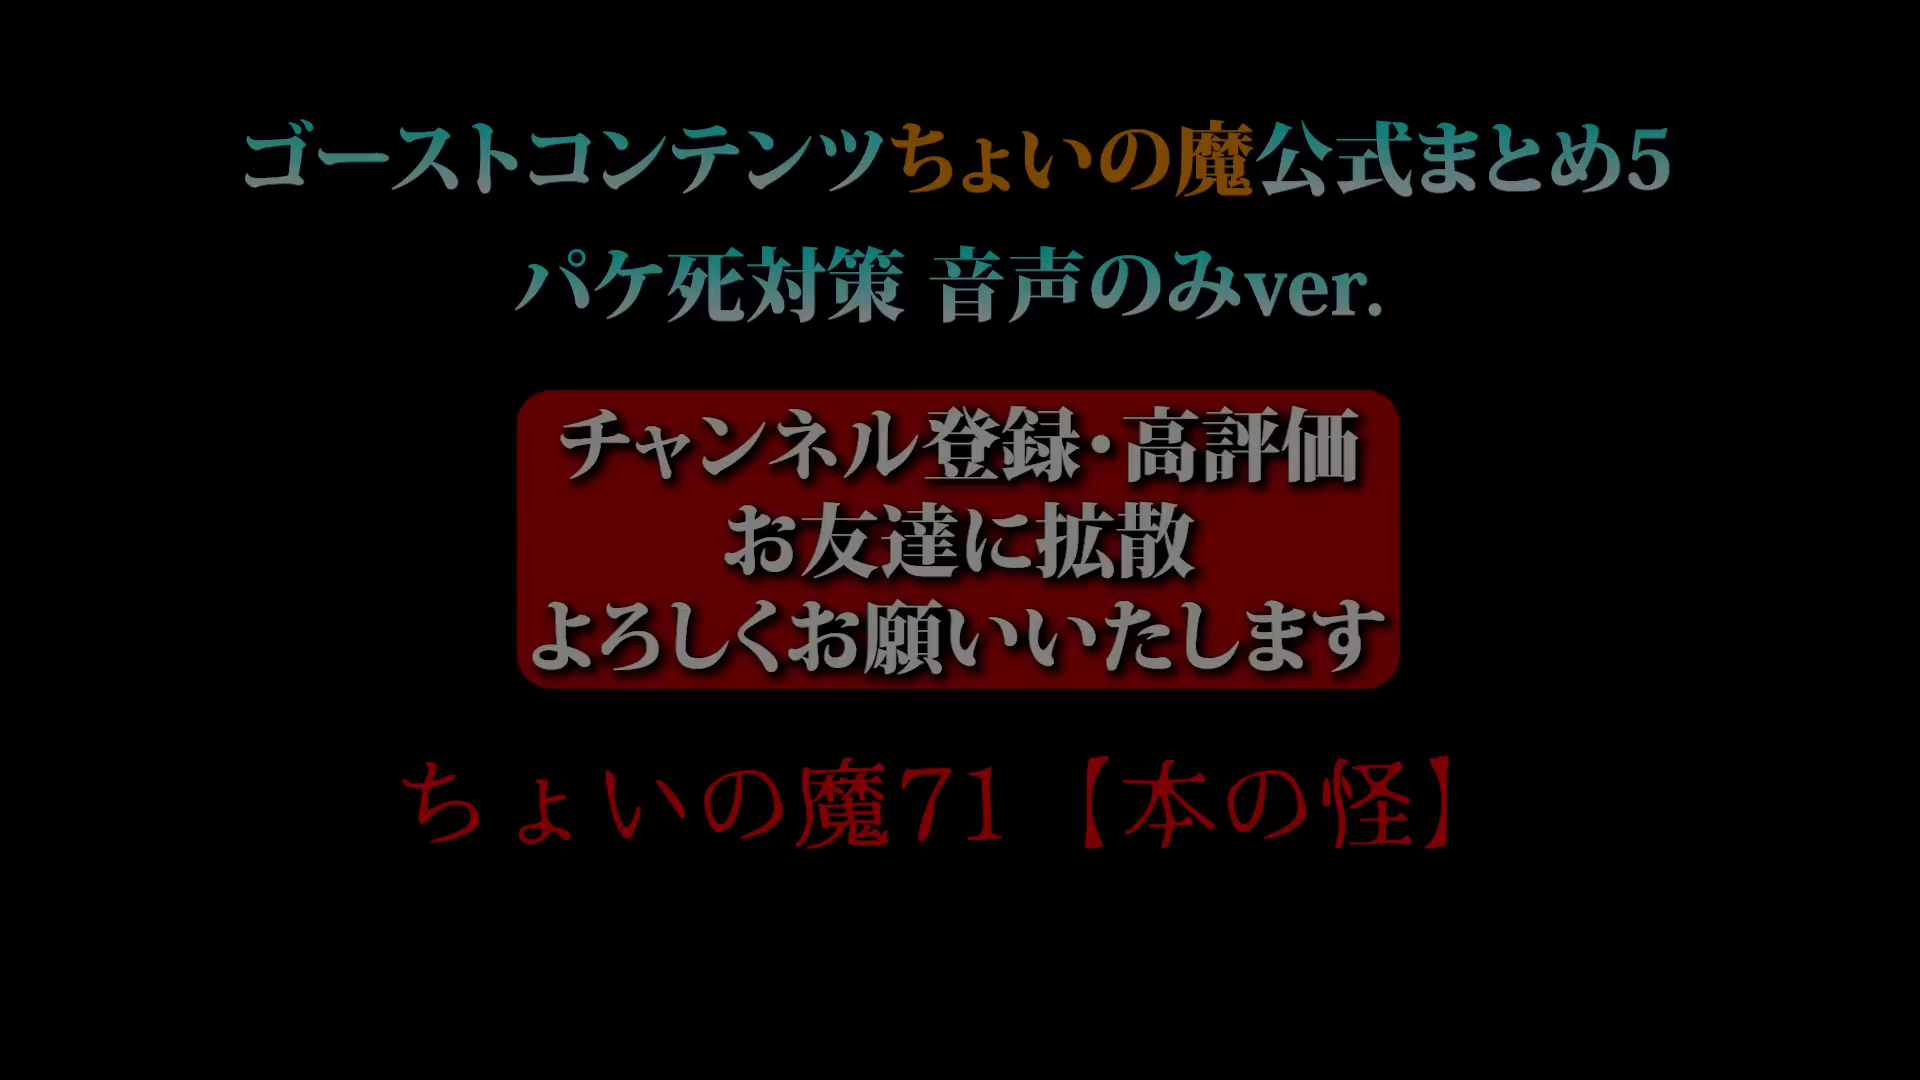 ゴーストコンテンツちょいの魔公式まとめ5
パケ死対策 音声のみver.
チャンネル登録・高評価
お友達に拡散
よろしくお願いいたします
ちょいの魔71【本の怪】